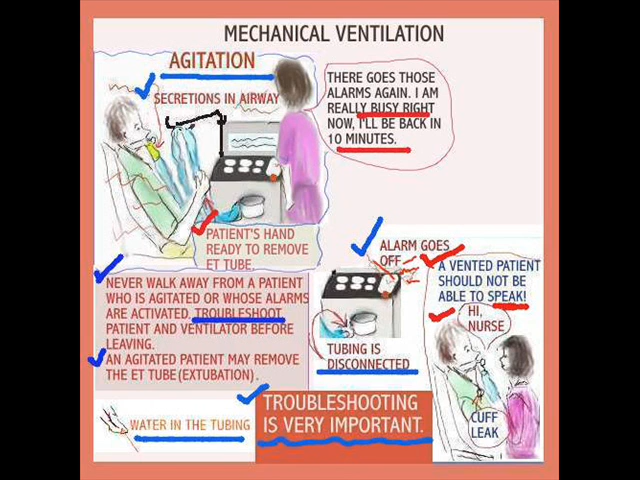 MECHANICAL VENTILATION
AGITATION
SECRETIONS IN AIRWAY
THERE GOES THOSE
ALARMS AGAIN. I AM
REALLY BUSY RIGHT
NOW, I'LL BE BACK IN
10 MINUTES.
PATIENT'S HAND
READY TO REMOVE
ET TUBE.
NEVER WALK AWAY FROM A PATIENT
WHO IS AGITATED OR WHOSE ALARMS
ARE ACTIVATED. TROUBLESHOOT
PATIENT AND VENTILATOR BEFORE
LEAVING.
AN AGITATED PATIENT MAY REMOVE
THE ET TUBE (EXTUBATION).
WATER IN THE TUBING
ALARM GOES
OFF
TUBING IS
DISCONNECTED
A VENTED PATIENT
SHOULD NOT BE
ABLE TO SPEAK!
HI,
NURSE
CUFF
LEAK
TROUBLESHOOTING
IS VERY IMPORTANT.